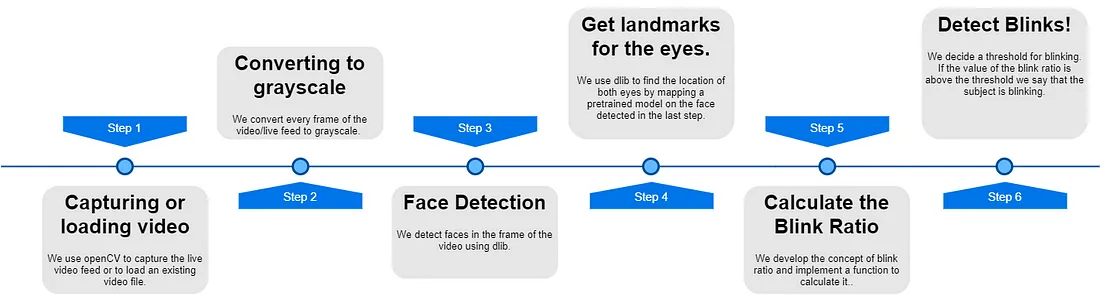 Step 1
Capturing or
loading video
We use openCV to capture the live
video feed or to load an existing
video file.
Converting to
grayscale
We convert every frame of the
video/live feed to grayscale.
Step 2
Step 3
Face Detection
We detect faces in the frame of the
video using dlib.
Get landmarks
for the eyes.
We use dlib to find the location of
both eyes by mapping a
pretrained model on the face
detected in the last step.
Step 4
Step 5
Calculate the
Blink Ratio
We develop the concept of blink
ratio and implement a function to
calculate it..
Detect Blinks!
We decide a threshold for blinking.
If the value of the blink ratio is
above the threshold we say that the
subject is blinking.
Step 6